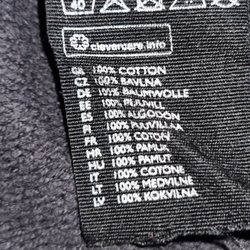 40
clevercare.info
GB 100% COTTON
CZ 100% BAVLNA
DE 100% BAUMWOLLE
EE 100% PUUVILL
ES 100% ALGODÓN
FI 100% PUUVILLAA
FR 100% COTON
HR 100% PAMUK
HU 100% PAMUT
IT 100% COTONE
LT 100% MEDVILNĖ
LV 100% KOKVILNA